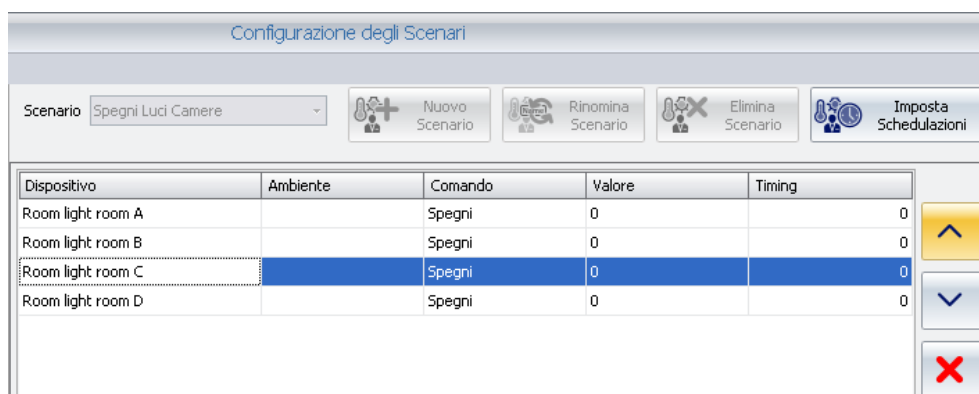 Configurazione degli Scenari
Scenario Spegni Luci Camere Nuovo Scenario Rinomina Scenario Elimina Scenario Imposta Schedulazioni
Dispositivo Ambiente Comando Valore Timing
Room light room A Spegni 0 0
Room light room B Spegni 0 0
Room light room C Spegni 0 0
Room light room D Spegni 0 0